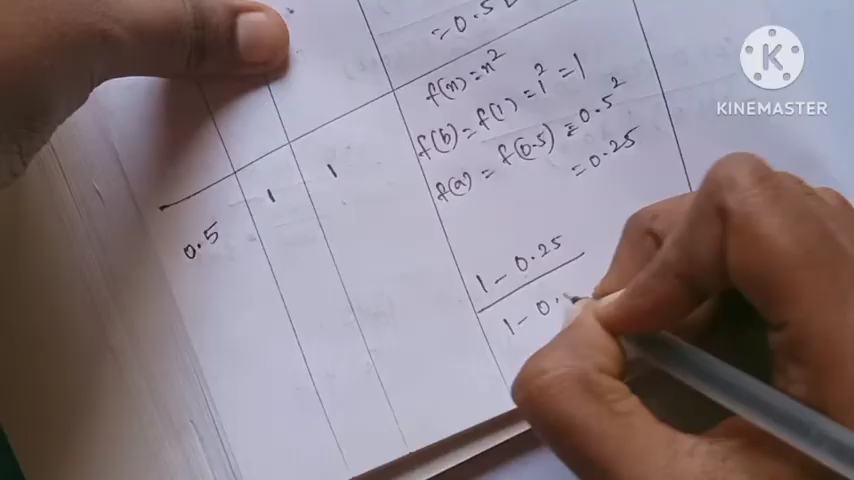 = 0.5
f(x) = x²
f(b) = f(1) = 1² = 1
f(a) = f(0.5) = 0.5²
= 0.25
0.5 1 1
1 - 0.25
1 - 0.
K
KINEMASTER